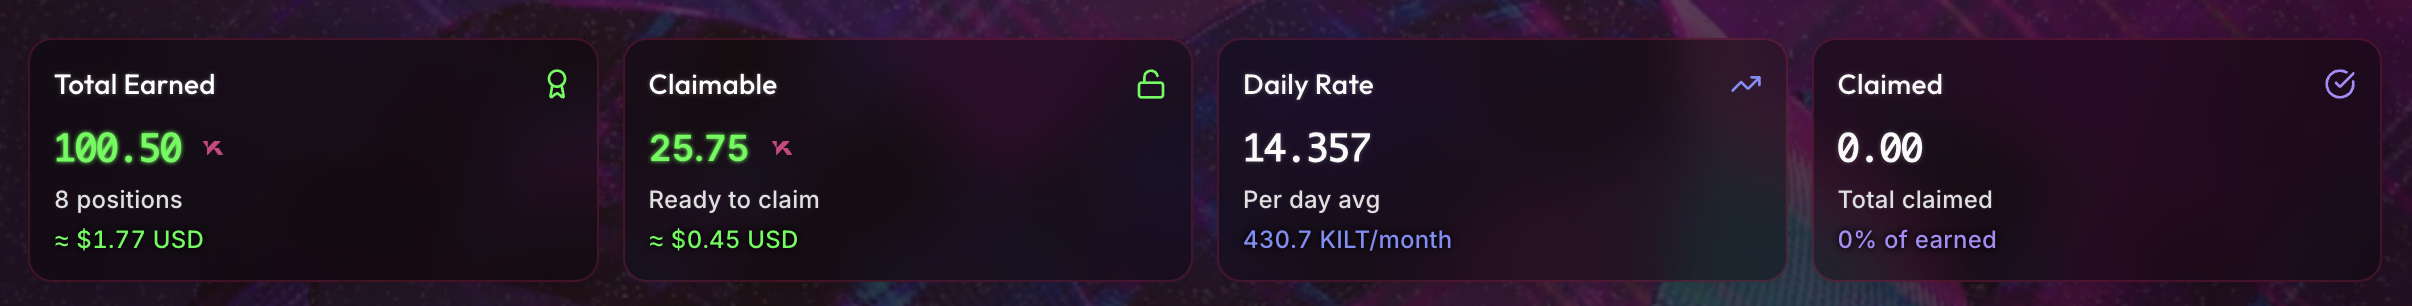 Total Earned
100.50
8 positions
≈ $1.77 USD
Claimable
25.75
Ready to claim
≈ $0.45 USD
Daily Rate
14.357
Per day avg
430.7 KILT/month
Claimed
0.00
Total claimed
0% of earned